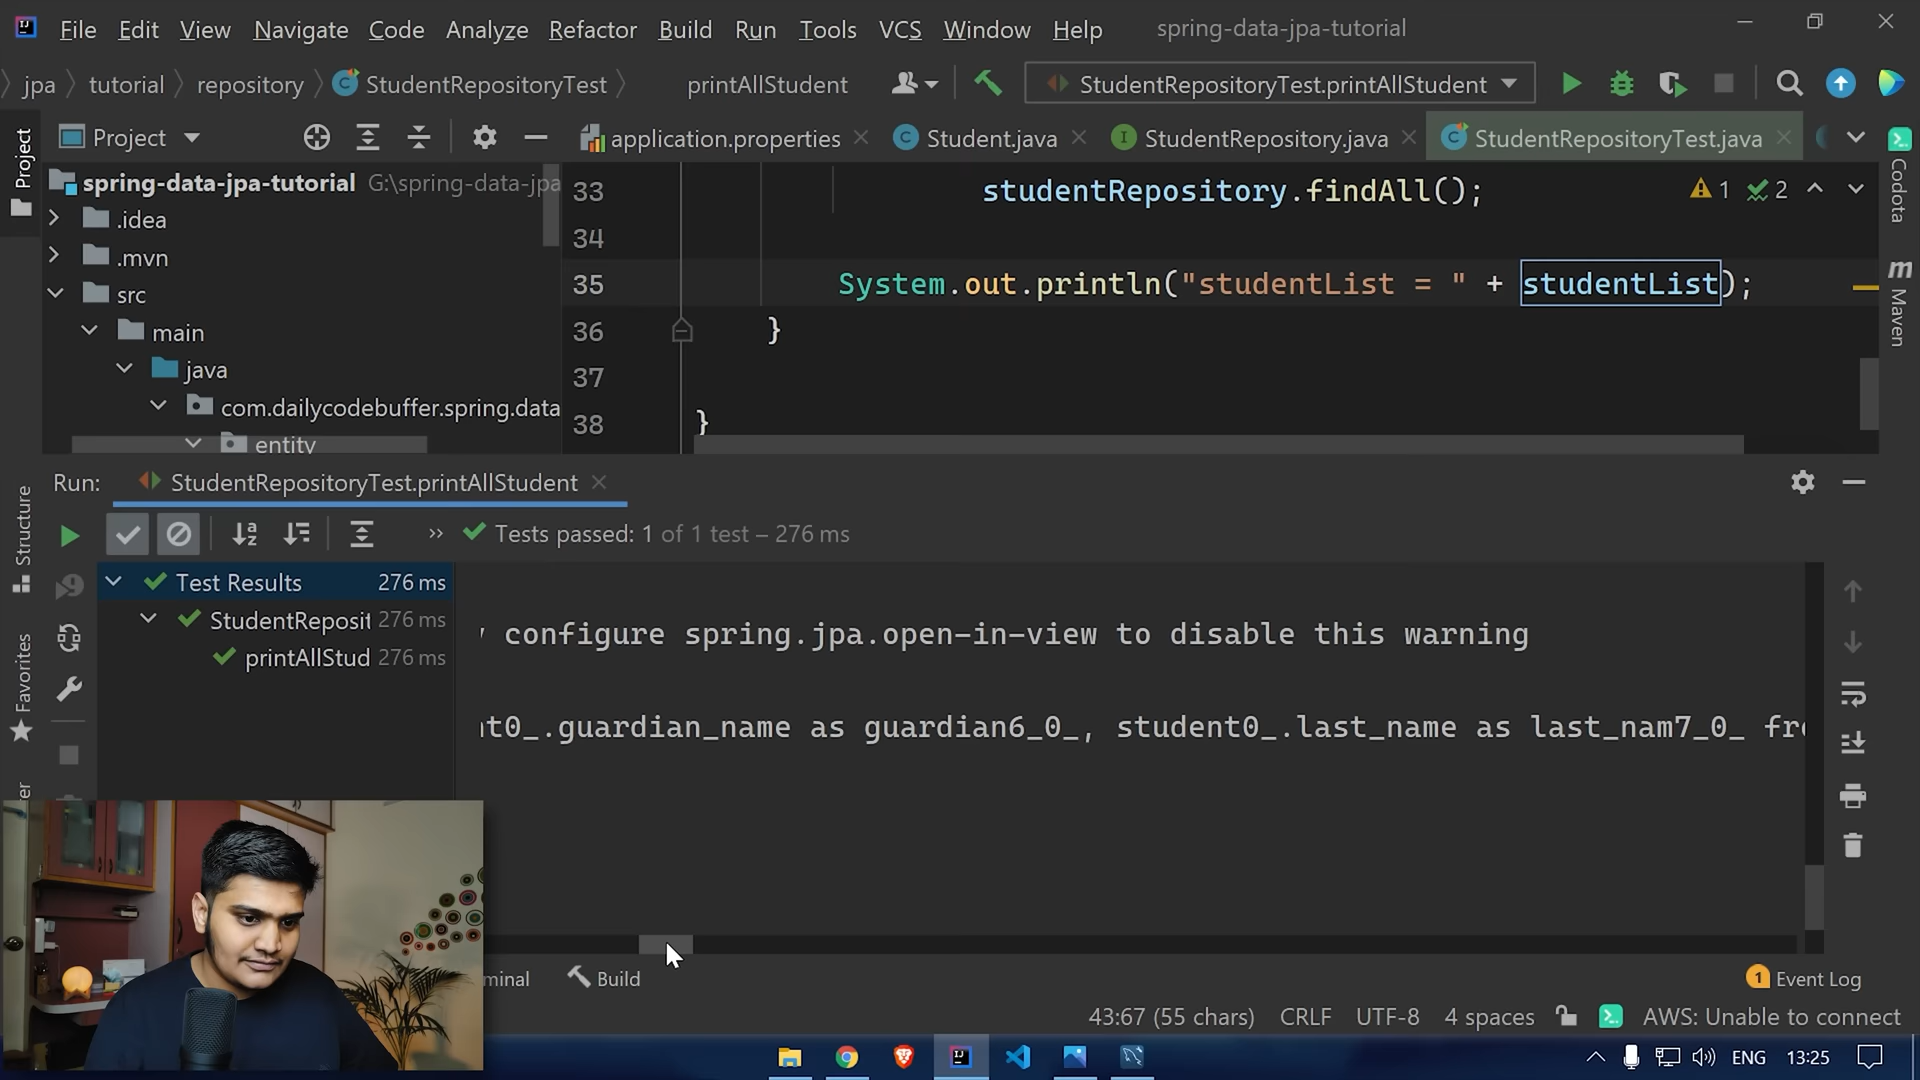 File Edit View Navigate Code Analyze Refactor Build Run Tools VCS Window Help spring-data-jpa-tutorial
jpa tutorial repository StudentRepositoryTest printAllStudent StudentRepositoryTest.printAllStudent
Project application.properties Student.java StudentRepository.java StudentRepositoryTest.java
Project
spring-data-jpa-tutorial G:\spring-data-jpa
.idea
.mvn
src
main
java
com.dailycodebuffer.spring.data
entity
33 studentRepository.findAll();
1 2
34
35 System.out.println("studentList = " + studentList);
36 }
37
38 }
Codota
Maven
Run: StudentRepositoryTest.printAllStudent
Tests passed: 1 of 1 test – 276 ms
Test Results 276 ms
StudentReposit 276 ms
printAllStud 276 ms
configure spring.jpa.open-in-view to disable this warning
nt0_.guardian_name as guardian6_0_, student0_.last_name as last_nam7_0_ fro
Structure
Favorites
er
minal Build 1 Event Log
43:67 (55 chars) CRLF UTF-8 4 spaces AWS: Unable to connect
ENG 13:25